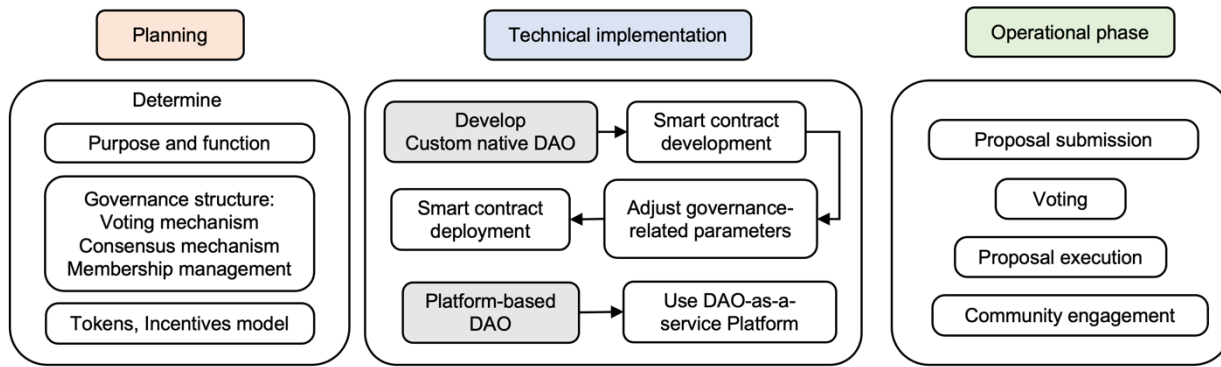 Planning
Determine
Purpose and function
Governance structure:
Voting mechanism
Consensus mechanism
Membership management
Tokens, Incentives model
Technical implementation
Develop
Custom native DAO
Smart contract
development
Adjust governance-
related parameters
Smart contract
deployment
Platform-based
DAO
Use DAO-as-a-
service Platform
Operational phase
Proposal submission
Voting
Proposal execution
Community engagement